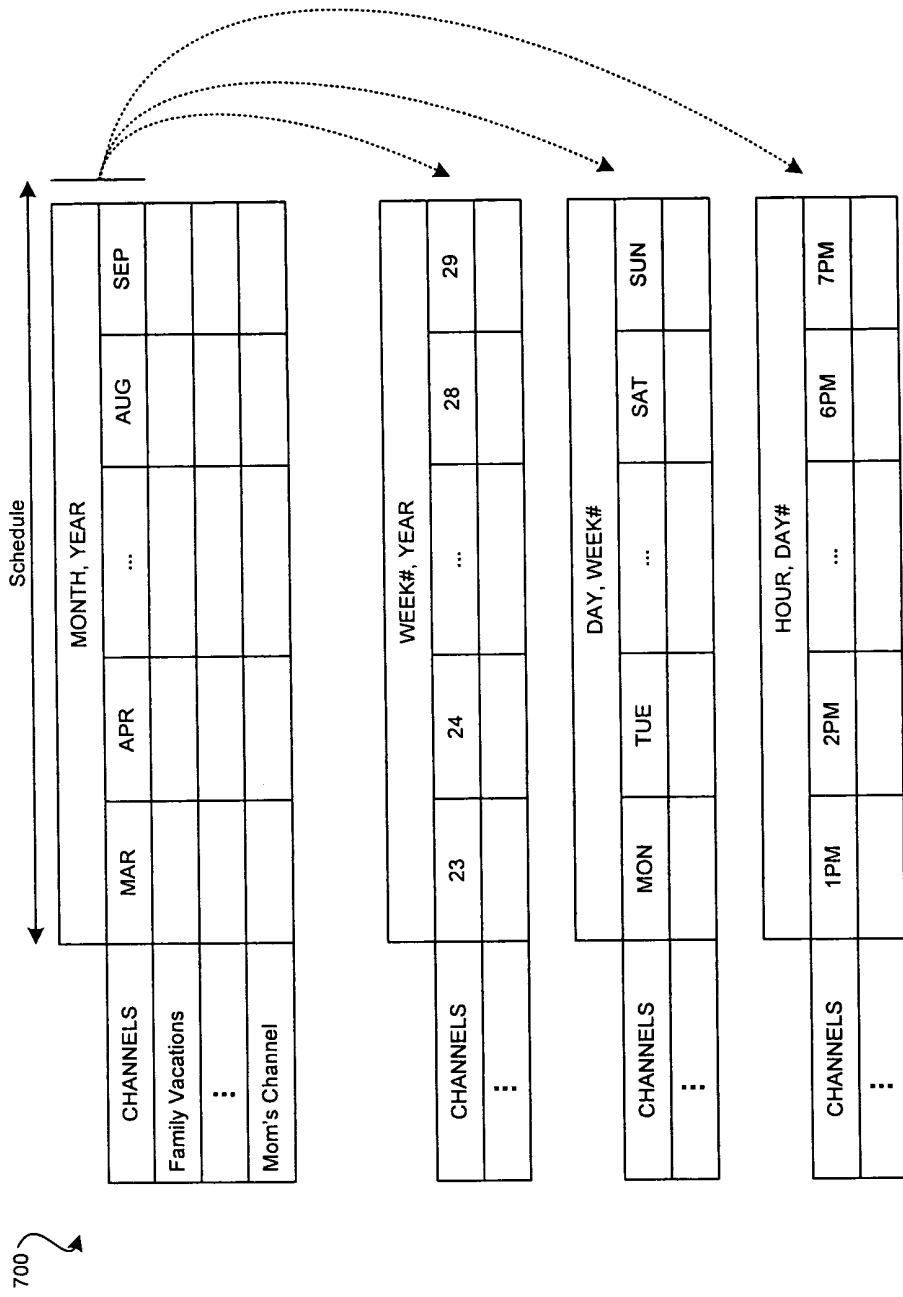 700
Schedule
MONTH, YEAR
CHANNELS MAR APR ... AUG SEP
Family Vacations
...
Mom's Channel
WEEK#, YEAR
CHANNELS 23 24 ... 28 29
...
DAY, WEEK#
CHANNELS MON TUE ... SAT SUN
...
HOUR, DAY#
CHANNELS 1PM 2PM ... 6PM 7PM
...